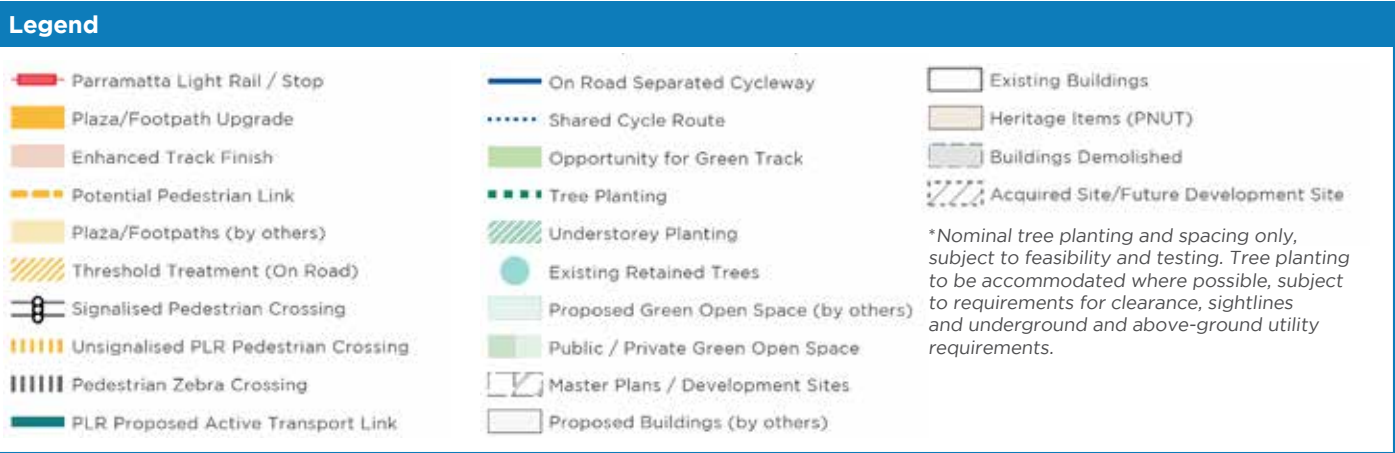 Legend
Parramatta Light Rail / Stop
Plaza/Footpath Upgrade
Enhanced Track Finish
Potential Pedestrian Link
Plaza/Footpaths (by others)
Threshold Treatment (On Road)
Signalised Pedestrian Crossing
Unsignalised PLR Pedestrian Crossing
Pedestrian Zebra Crossing
PLR Proposed Active Transport Link
On Road Separated Cycleway
Shared Cycle Route
Opportunity for Green Track
Tree Planting
Understorey Planting
Existing Retained Trees
Proposed Green Open Space (by others)
Public / Private Green Open Space
Master Plans / Development Sites
Proposed Buildings (by others)
Existing Buildings
Heritage Items (PNUT)
Buildings Demolished
Acquired Site/Future Development Site
*Nominal tree planting and spacing only,
subject to feasibility and testing. Tree planting
to be accommodated where possible, subject
to requirements for clearance, sightlines
and underground and above-ground utility
requirements.